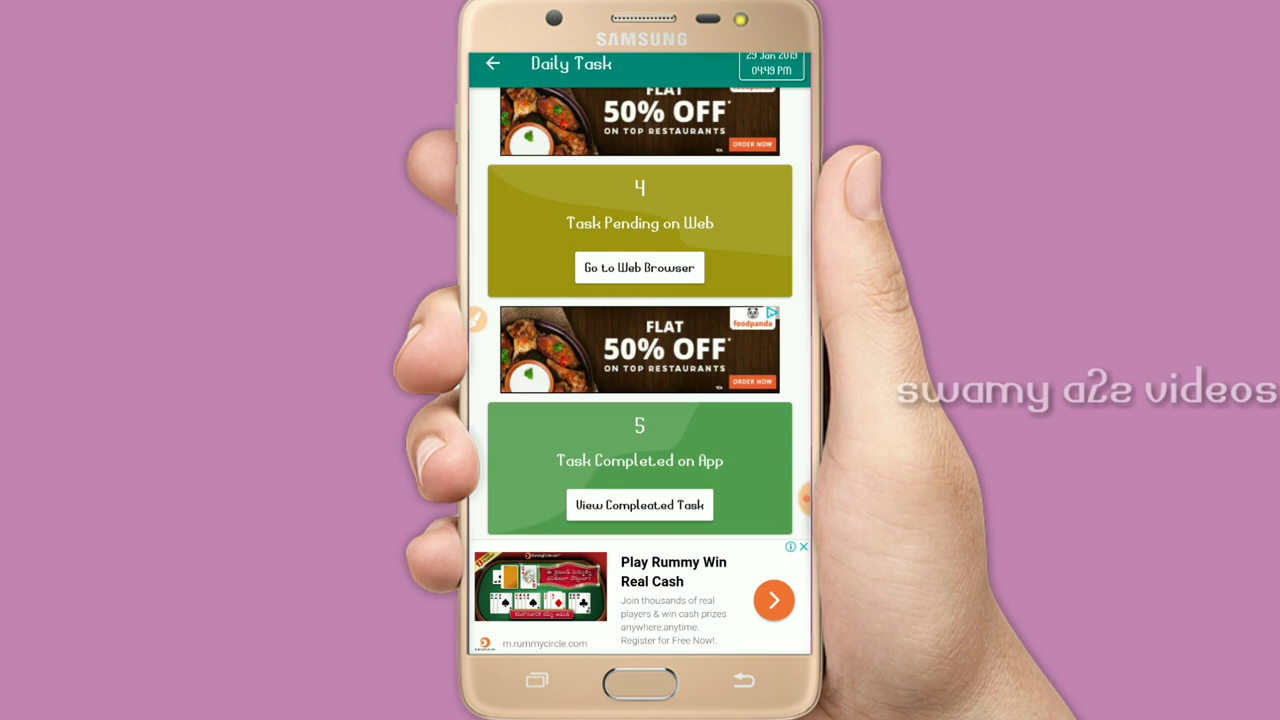 SAMSUNG
Daily Task
29 Jan 2019
04:49 PM
FLAT
50% OFF*
ON TOP RESTAURANTS
ORDER NOW
4
Task Pending on Web
Go to Web Browser
FLAT
foodpanda
50% OFF*
ON TOP RESTAURANTS
ORDER NOW
5
Task Completed on App
View Compleated Task
Play Rummy Win
Real Cash
Join thousands of real
players & win cash prizes
anywhere,anytime.
Register for Free Now!.
m.rummycircle.com
swamy a2z videos